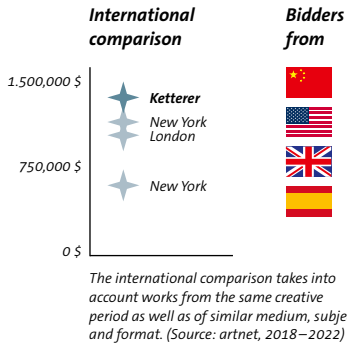 International
comparison
Bidders
from
1.500,000 $
Ketterer
New York
London
750,000 $
New York
0 $
The international comparison takes into
account works from the same creative
period as well as of similar medium, subje
and format. (Source: artnet, 2018–2022)